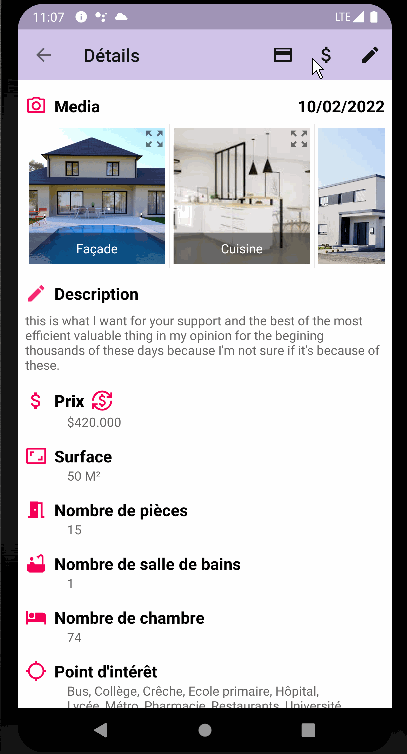 11:07 LTE
Détails
Media 10/02/2022
Façade Cuisine
Description
this is what I want for your support and the best of the most
efficient valuable thing in my opinion for the begining
thousands of these days because I'm not sure if it's because of
these.
Prix
$420.000
Surface
50 M²
Nombre de pièces
15
Nombre de salle de bains
1
Nombre de chambre
74
Point d'intérêt
Bus, Collège, Crêche, Ecole primaire, Hôpital,
Lycée, Métro, Pharmacie, Restaurants, Université